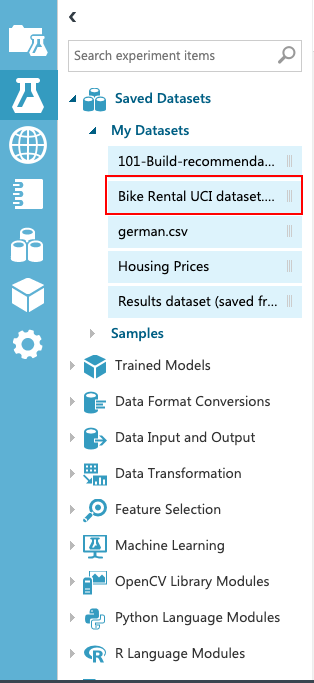 Search experiment items
Saved Datasets
My Datasets
101-Build-recommenda...
Bike Rental UCI dataset....
german.csv
Housing Prices
Results dataset (saved fr...
Samples
Trained Models
Data Format Conversions
Data Input and Output
Data Transformation
Feature Selection
Machine Learning
OpenCV Library Modules
Python Language Modules
R Language Modules